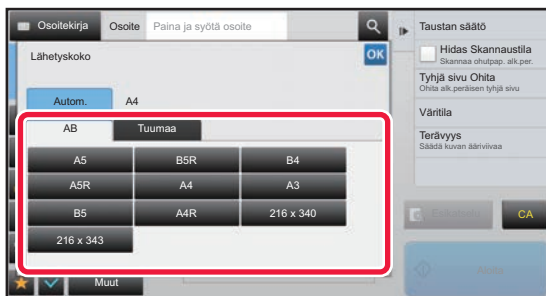 Osoitekirja Osoite Paina ja syötä osoite
Lähetyskoko OK
Autom. A4
AB Tuumaa
A5 B5R B4
A5R A4 A3
B5 A4R 216 x 340
216 x 343
Muut
Taustan säätö
Hidas Skannaustila
Skannaa ohutpap. alk.per.
Tyhjä sivu Ohita
Ohita alk.peräisen tyhjä sivu
Väritila
Terävyys
Säädä kuvan ääriviivaa
CA